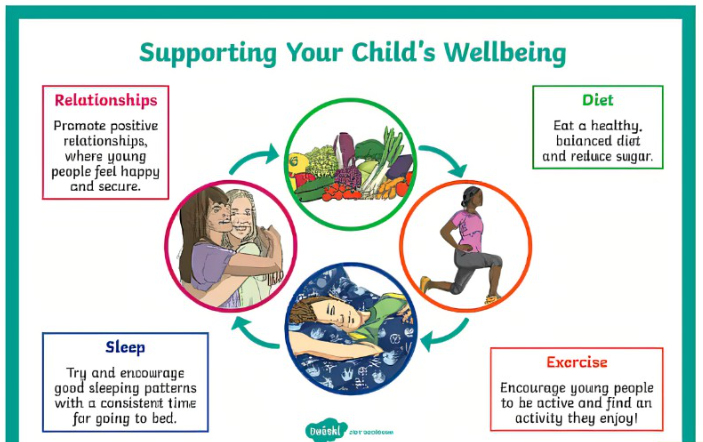 Supporting Your Child's Wellbeing
Relationships
Promote positive
relationships,
where young
people feel happy
and secure.
Diet
Eat a healthy,
balanced diet
and reduce sugar.
Sleep
Try and encourage
good sleeping patterns
with a consistent time
for going to bed.
Exercise
Encourage young people
to be active and find an
activity they enjoy!